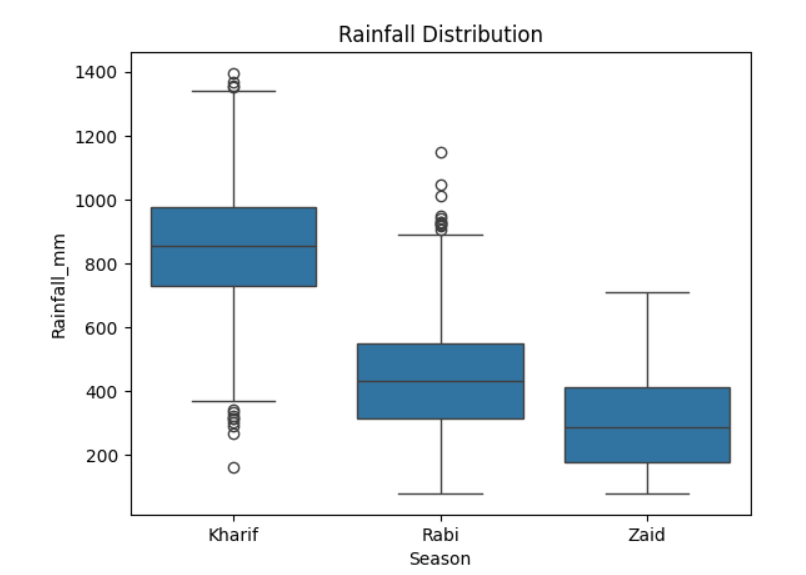 Rainfall Distribution
Rainfall_mm
1400
1200
1000
800
600
400
200
Kharif
Rabi
Zaid
Season